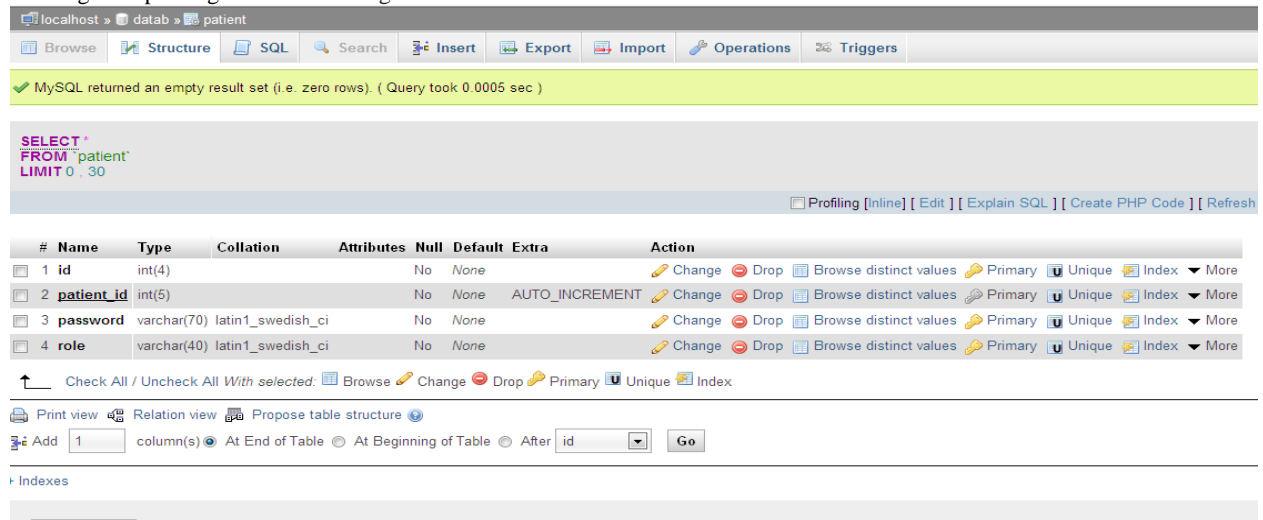 localhost » datab » patient
Browse Structure SQL Search Insert Export Import Operations Triggers
MySQL returned an empty result set (i.e. zero rows). ( Query took 0.0005 sec )
SELECT *
FROM `patient`
LIMIT 0 , 30
Profiling [Inline] [ Edit ] [ Explain SQL ] [ Create PHP Code ] [ Refresh
# Name Type Collation Attributes Null Default Extra Action
1 id int(4) No None Change Drop Browse distinct values Primary Unique Index More
2 patient_id int(5) No None AUTO_INCREMENT Change Drop Browse distinct values Primary Unique Index More
3 password varchar(70) latin1_swedish_ci No None Change Drop Browse distinct values Primary Unique Index More
4 role varchar(40) latin1_swedish_ci No None Change Drop Browse distinct values Primary Unique Index More
Check All / Uncheck All With selected: Browse Change Drop Primary Unique Index
Print view Relation view Propose table structure
Add 1 column(s) At End of Table At Beginning of Table After id Go
Indexes